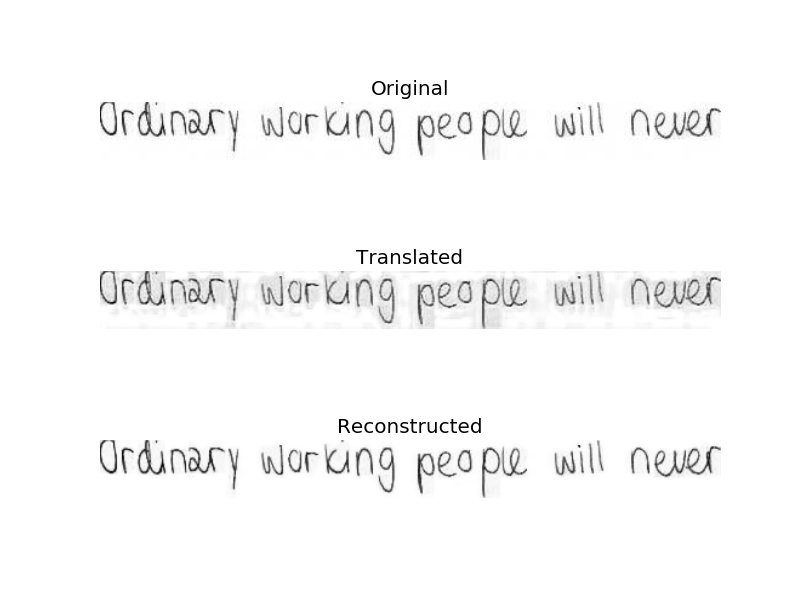 Original
Ordinary working people will never
Translated
Ordinary working people will never
Reconstructed
Ordinary working people will never